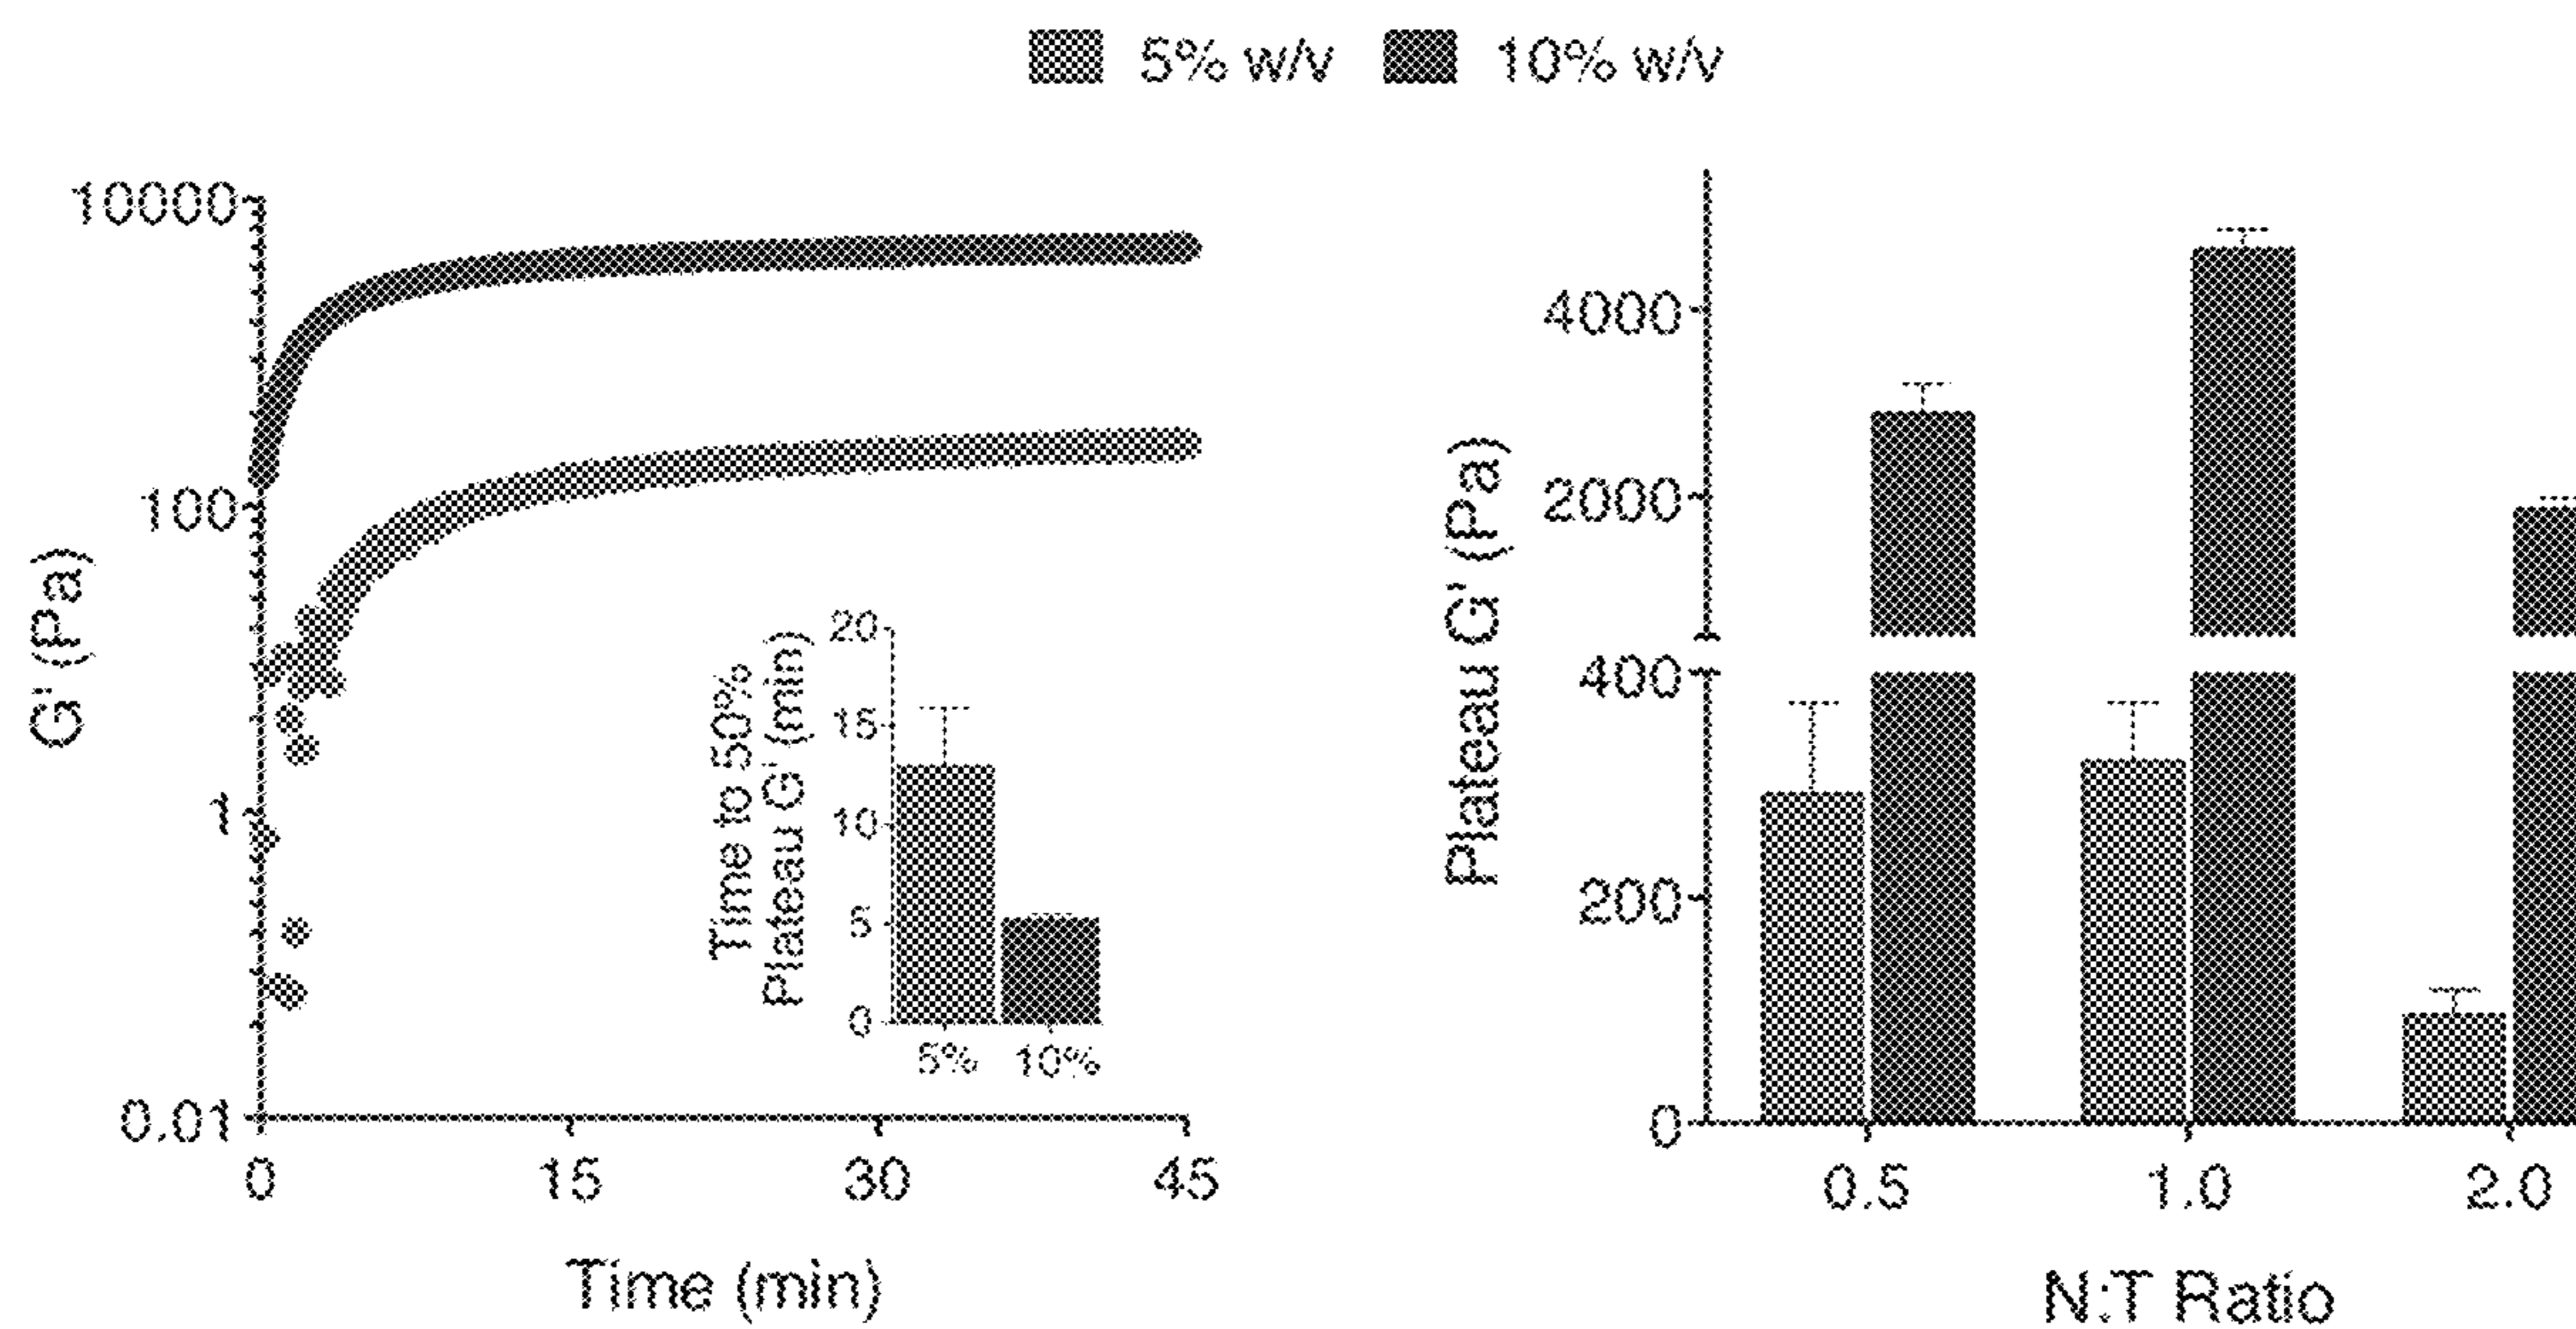 5% w/v 10% w/v
G' (Pa)
10000
100
1
0.01
0 15 30 45
Time (min)
Time to 50%
Plateau G' (min)
20
15
10
5
0
5% 10%
Plateau G' (Pa)
4000
2000
400
200
0
0.5 1.0 2.0
N:T Ratio